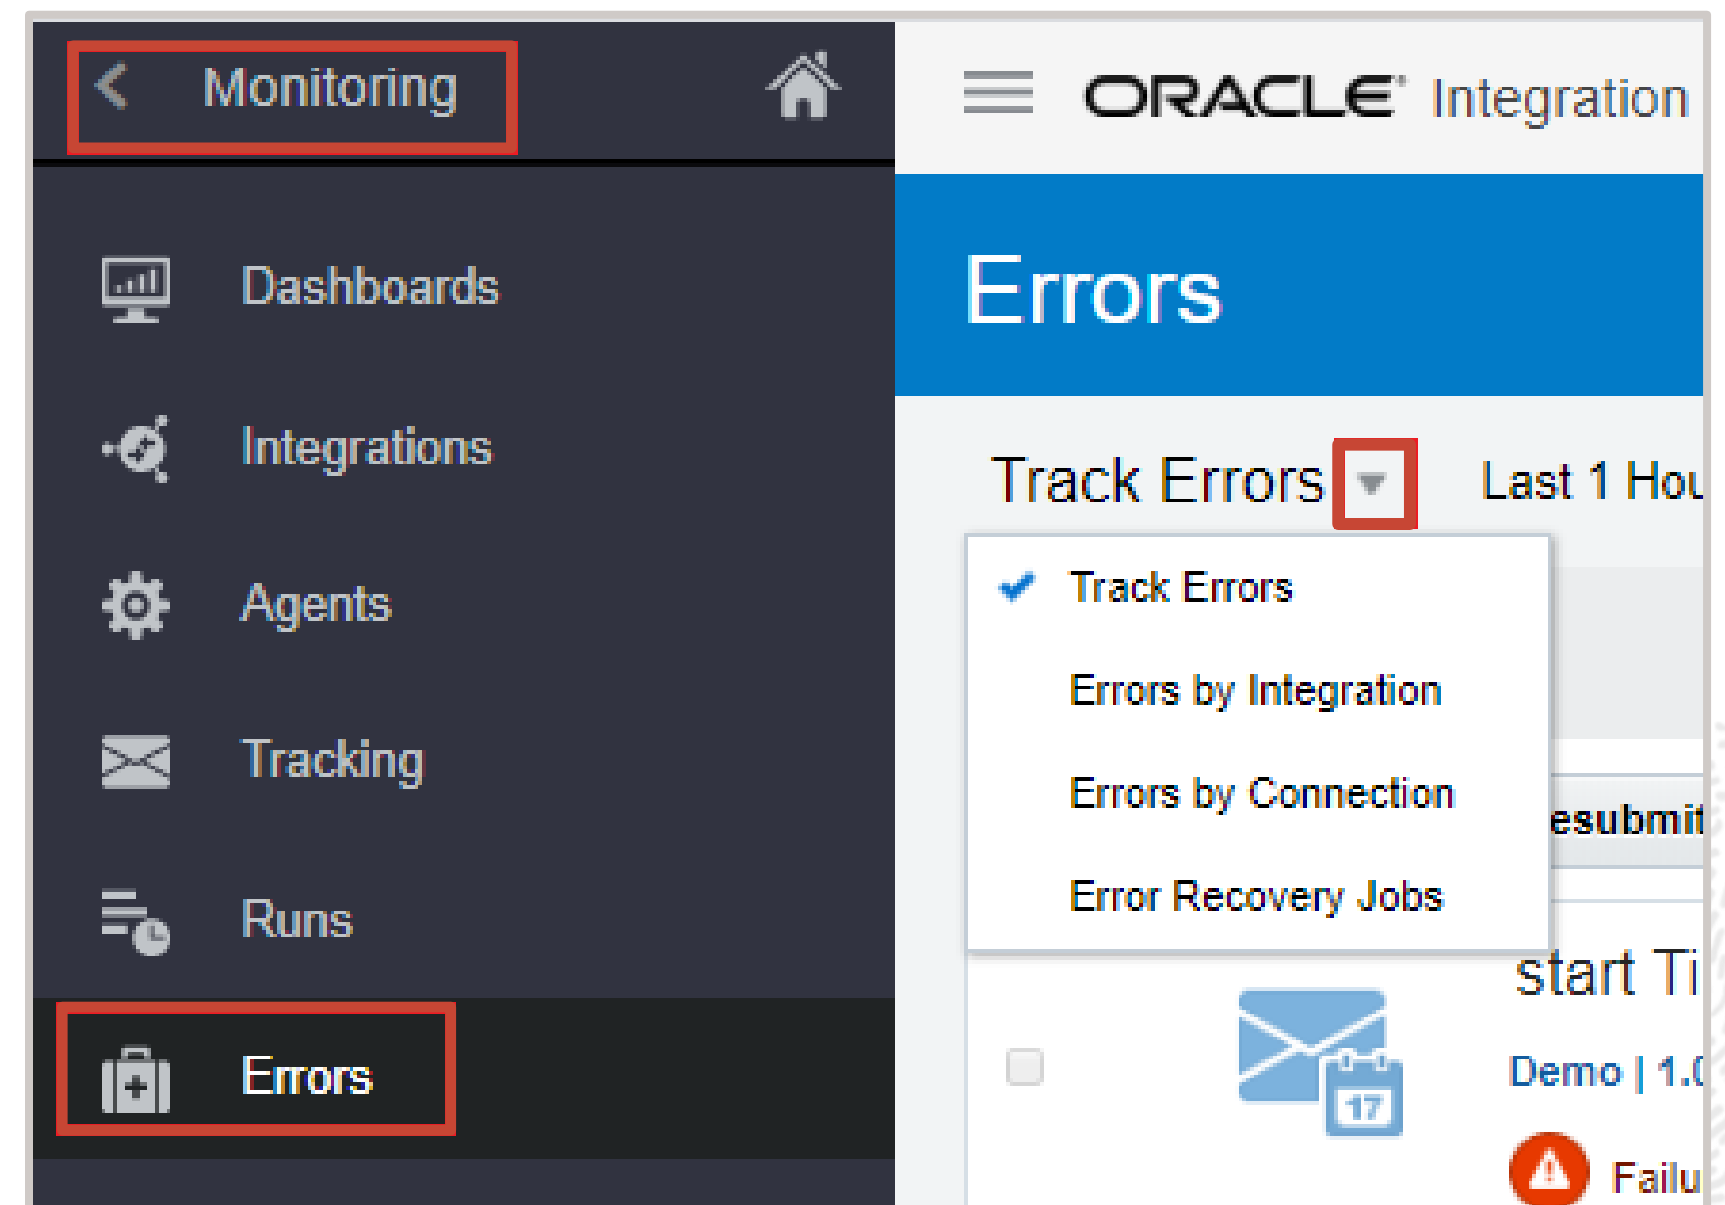 Monitoring
Dashboards
Integrations
Agents
Tracking
Runs
Errors
ORACLE Integration
Errors
Track Errors Last 1 Hou
Track Errors
Errors by Integration
Errors by Connection
Error Recovery Jobs
esubmit
start Ti
Demo | 1.0
17
Failu